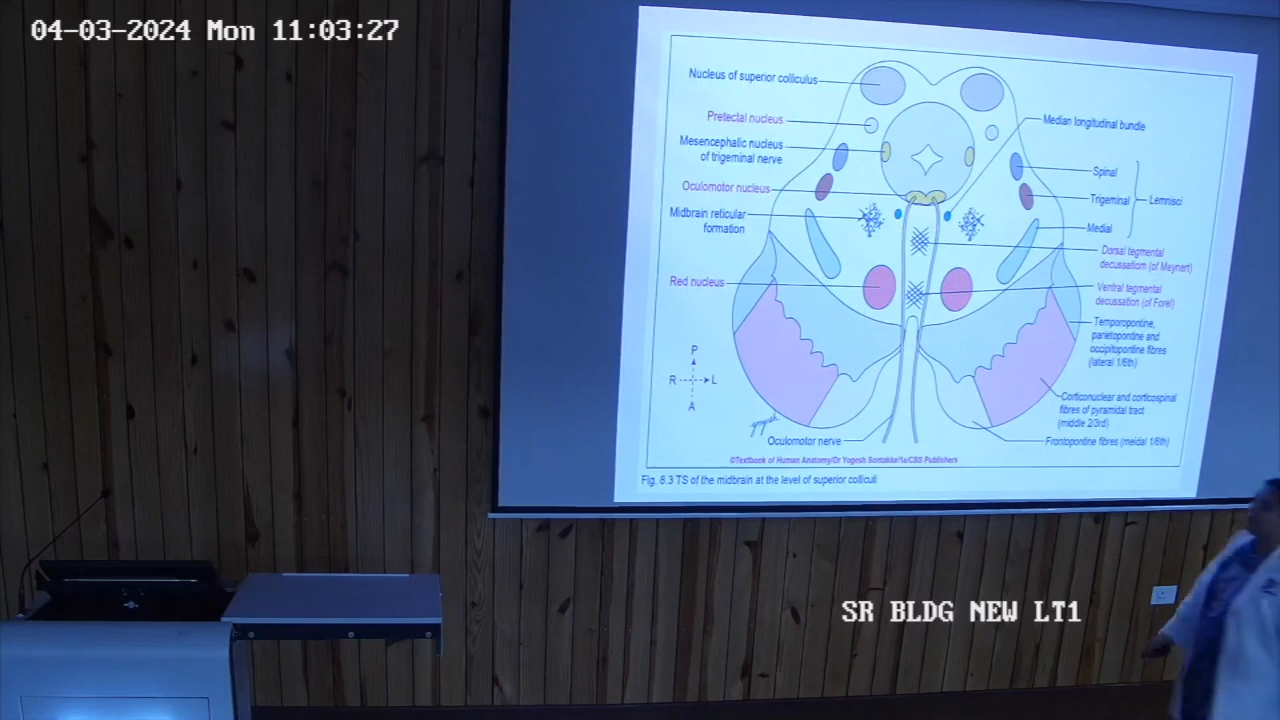 04-03-2024 Mon 11:03:27
Nucleus of superior colliculus
Pretectal nucleus
Mesencephalic nucleus
of trigeminal nerve
Oculomotor nucleus
Midbrain reticular
formation
Red nucleus
P
R
L
A
Oculomotor nerve
Median longitudinal bundle
Spinal
Trigeminal
Lemnisci
Medial
Dorsal tegmental
decussatiom (of Meynert)
Ventral tegmental
decussation (of Forel)
Temporopontine,
parietopontine and
occipitopontine fibres
(lateral 1/6th)
Corticonuclear and corticospinal
fibres of pyramidal tract
(middle 2/3rd)
Frontopontine fibres (meidal 1/6th)
©Textbook of Human Anatomy/Dr Yogesh Sontakke/1e/CBS Publishers
Fig. 8.3 TS of the midbrain at the level of superior colliculi
SR BLDG NEW LT1